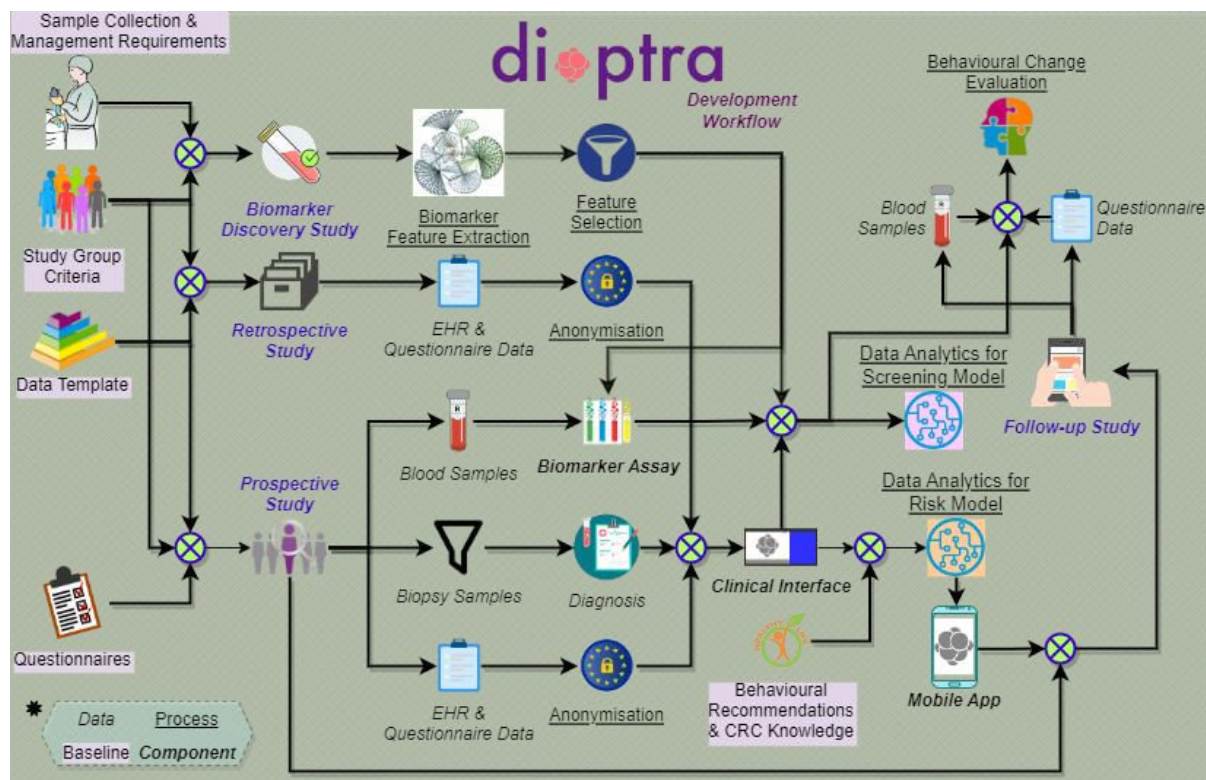 Sample Collection &
Management Requirements
di ptra
Development
Workflow
Behavioural Change
Evaluation
Biomarker
Discovery Study
Biomarker
Feature Extraction
Feature
Selection
Blood
Samples
Questionnaire
Data
Study Group
Criteria
Retrospective
Study
EHR &
Questionnaire Data
Anonymisation
Data Template
Data Analytics for
Screening Model
Follow-up Study
Blood Samples
Biomarker Assay
Prospective
Study
Data Analytics for
Risk Model
Biopsy Samples
Diagnosis
Clinical Interface
Questionnaires
EHR &
Questionnaire Data
Anonymisation
Behavioural
Recommendations
& CRC Knowledge
Mobile App
Data
Process
Baseline
Component